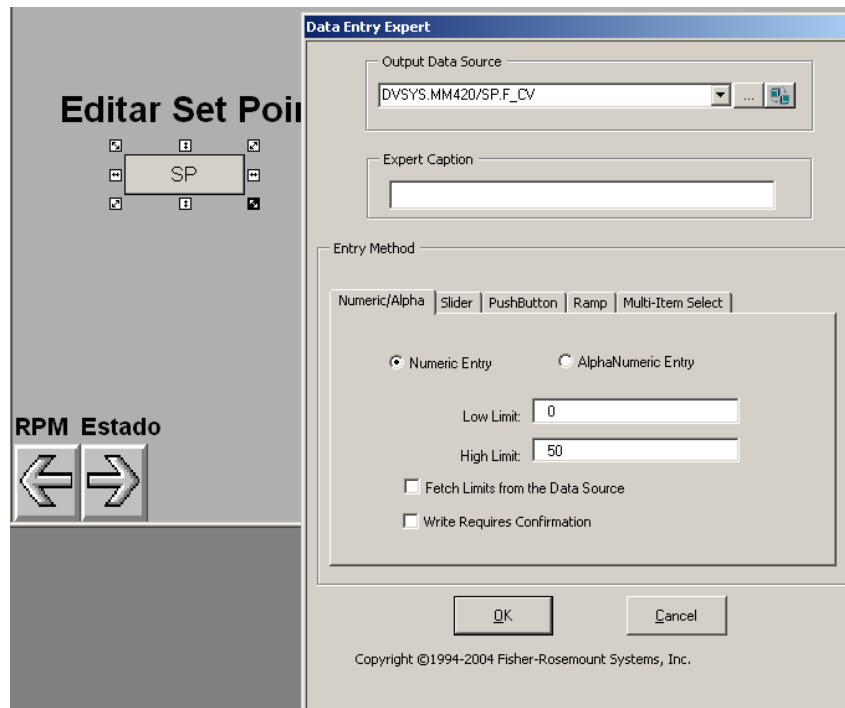 Data Entry Expert
Output Data Source
DVSYS.MM420/SP.F_CV
...
Editar Set Poi
SP
Expert Caption
Entry Method
Numeric/Alpha Slider PushButton Ramp Multi-Item Select
Numeric Entry AlphaNumeric Entry
Low Limit: 0
High Limit: 50
Fetch Limits from the Data Source
Write Requires Confirmation
RPM Estado
OK Cancel
Copyright ©1994-2004 Fisher-Rosemount Systems, Inc.